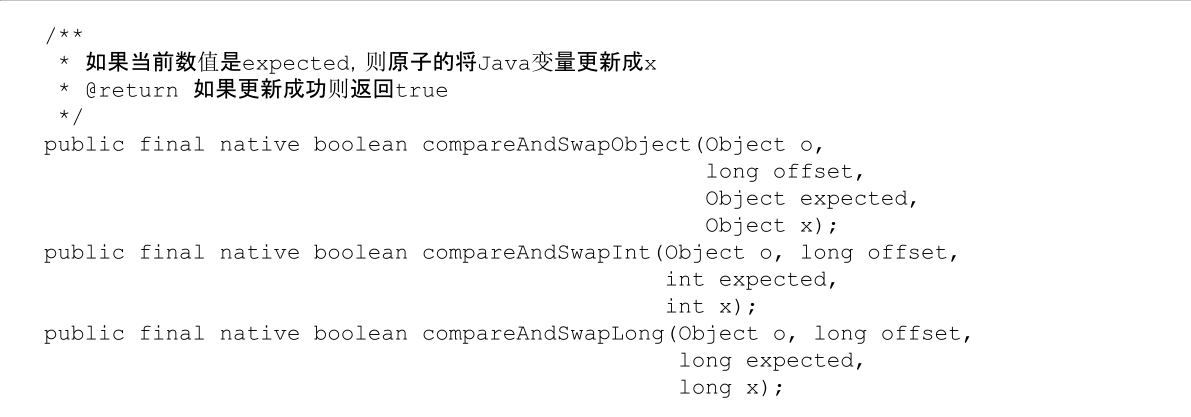 /**
 * 如果当前数值是expected,则原子的将Java变量更新成x
 * @return 如果更新成功则返回true
 */
public final native boolean compareAndSwapObject(Object o,
                                                 long offset,
                                                 Object expected,
                                                 Object x);
public final native boolean compareAndSwapInt(Object o, long offset,
                                              int expected,
                                              int x);
public final native boolean compareAndSwapLong(Object o, long offset,
                                               long expected,
                                               long x);